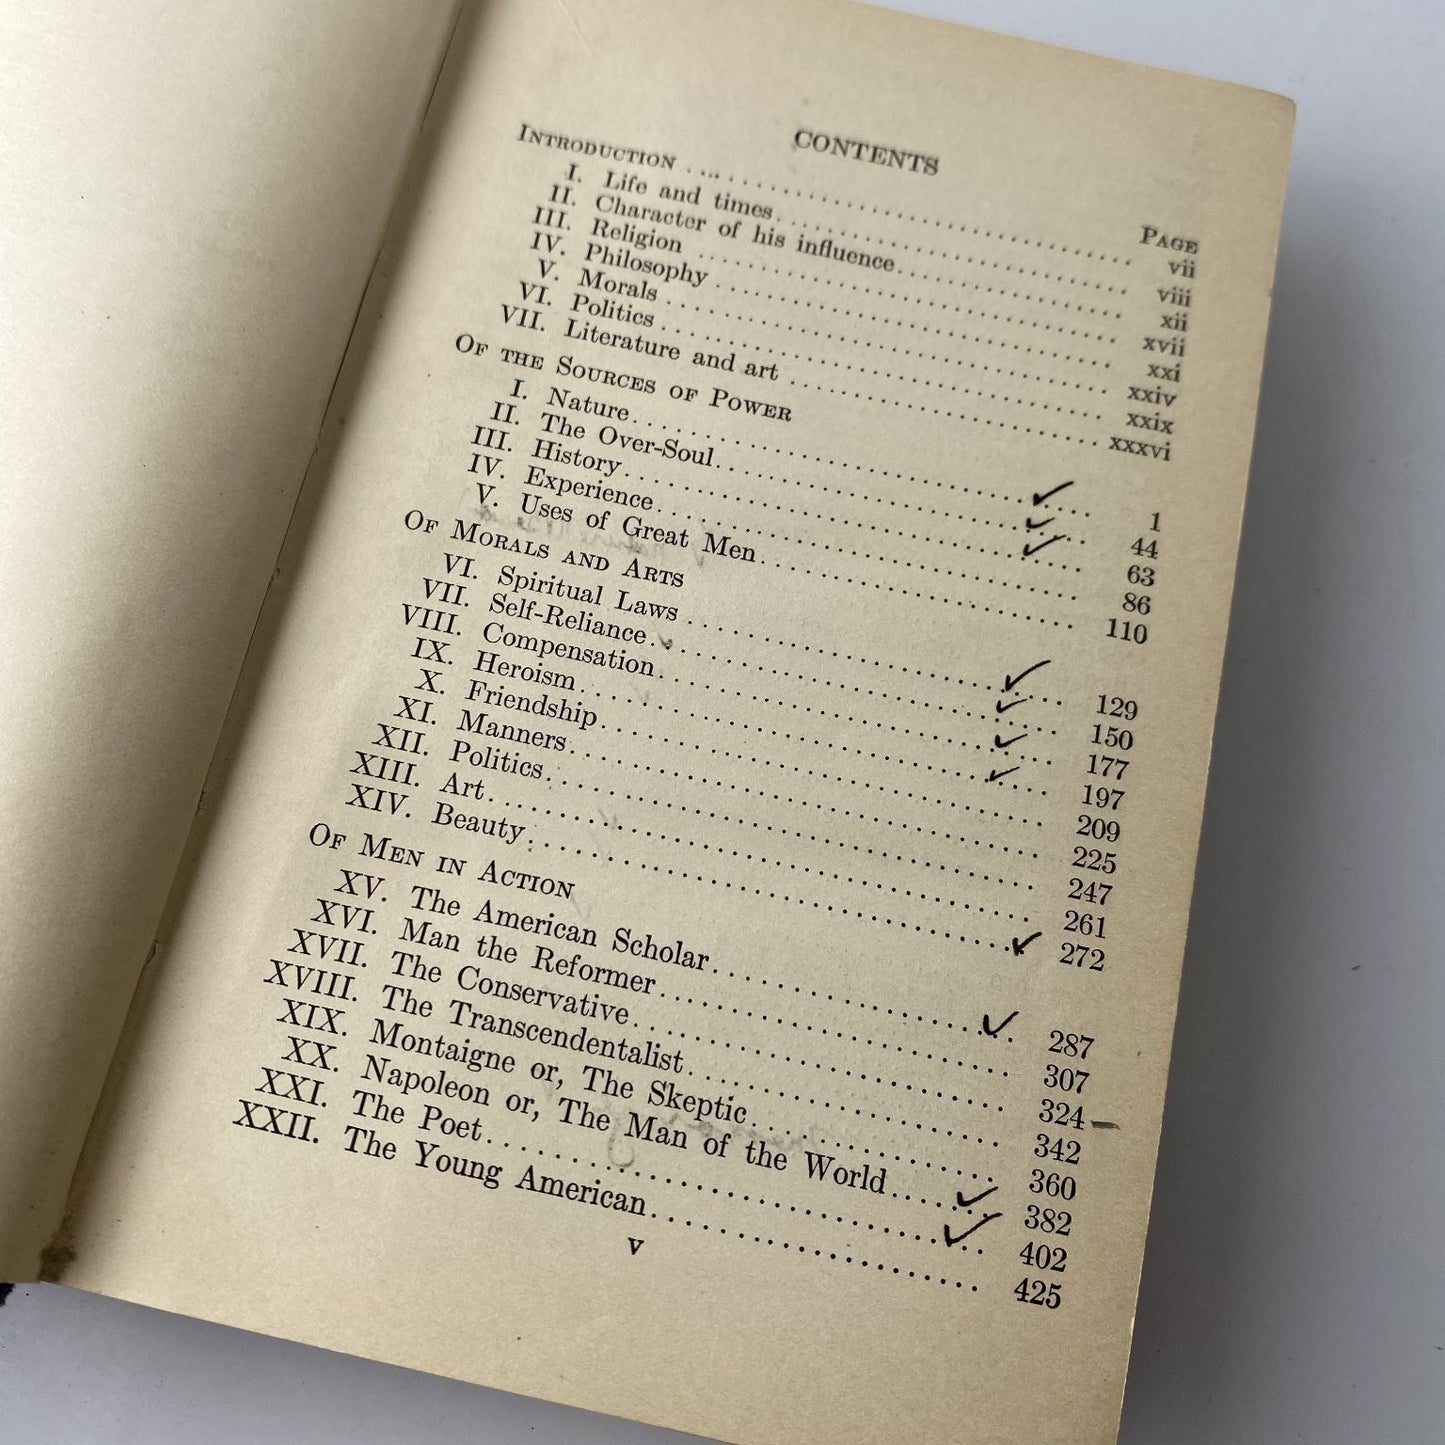 CONTENTS
PAGE
INTRODUCTION ........ vii
I. Life and times ........ viii
II. Character of his influence ........ xii
III. Religion ........ xvii
IV. Philosophy ........ xxi
V. Morals ........ xxiv
VI. Politics ........ xxix
VII. Literature and art ........ xxxvi
OF THE SOURCES OF POWER
I. Nature ........ 1
II. The Over-Soul ........ 44
III. History ........ 63
IV. Experience ........ 86
V. Uses of Great Men ........ 110
OF MORALS AND ARTS
VI. Spiritual Laws ........ 129
VII. Self-Reliance ........ 150
VIII. Compensation ........ 177
IX. Heroism ........ 197
X. Friendship ........ 209
XI. Manners ........ 225
XII. Politics ........ 247
XIII. Art ........ 261
XIV. Beauty ........ 272
OF MEN IN ACTION
XV. The American Scholar ........ 287
XVI. Man the Reformer ........ 307
XVII. The Conservative ........ 324
XVIII. The Transcendentalist ........ 342
XIX. Montaigne or, The Skeptic ........ 360
XX. Napoleon or, The Man of the World ........ 382
XXI. The Poet ........ 402
XXII. The Young American ........ 425
v